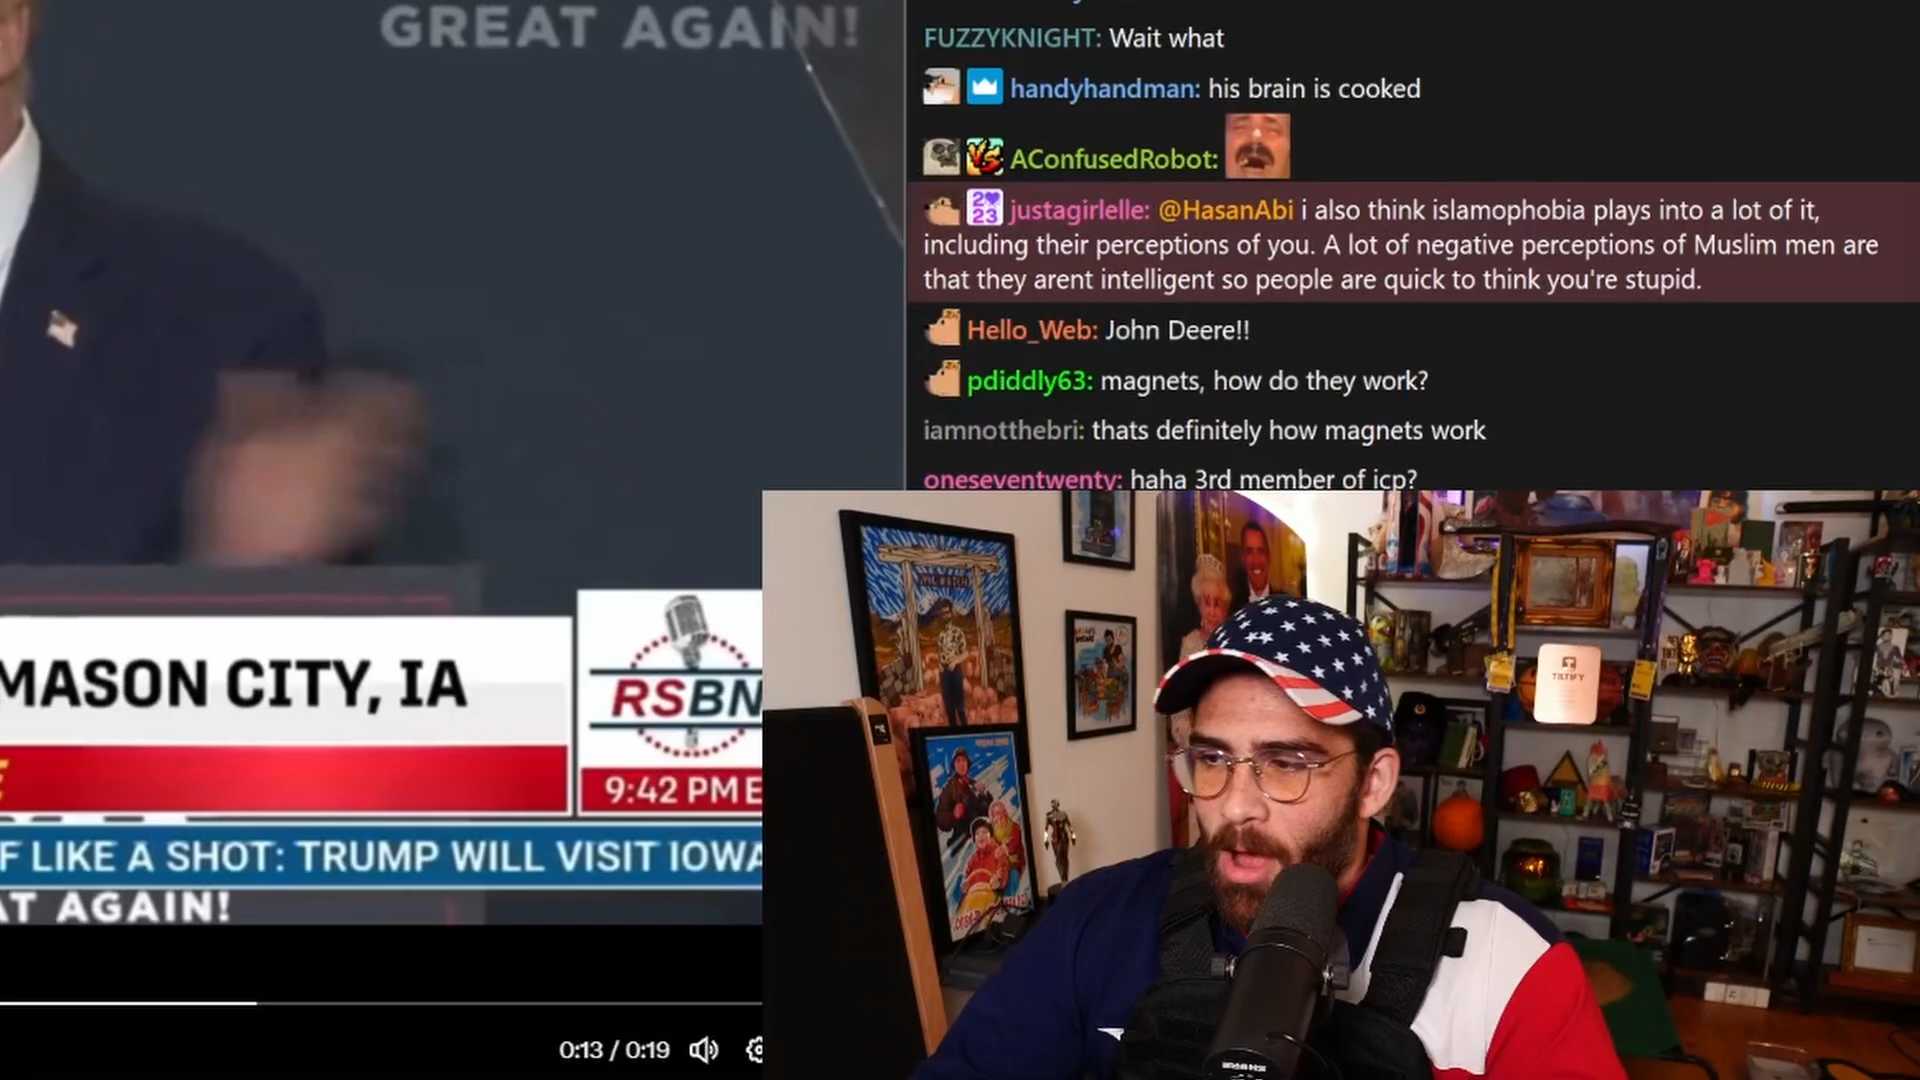 GREAT AGAIN!
FUZZYKNIGHT: Wait what
handyhandman: his brain is cooked
VS AConfusedRobot:
2023 justagirlelle: @HasanAbi i also think islamophobia plays into a lot of it,
including their perceptions of you. A lot of negative perceptions of Muslim men are
that they arent intelligent so people are quick to think you're stupid.
Hello_Web: John Deere!!
pdiddly63: magnets, how do they work?
iamnotthebri: thats definitely how magnets work
oneseventwenty: haha 3rd member of icp?
MASON CITY, IA
RSBN
9:42 PM E
F LIKE A SHOT: TRUMP WILL VISIT IOWA
AT AGAIN!
0:13 / 0:19
TILTIFY